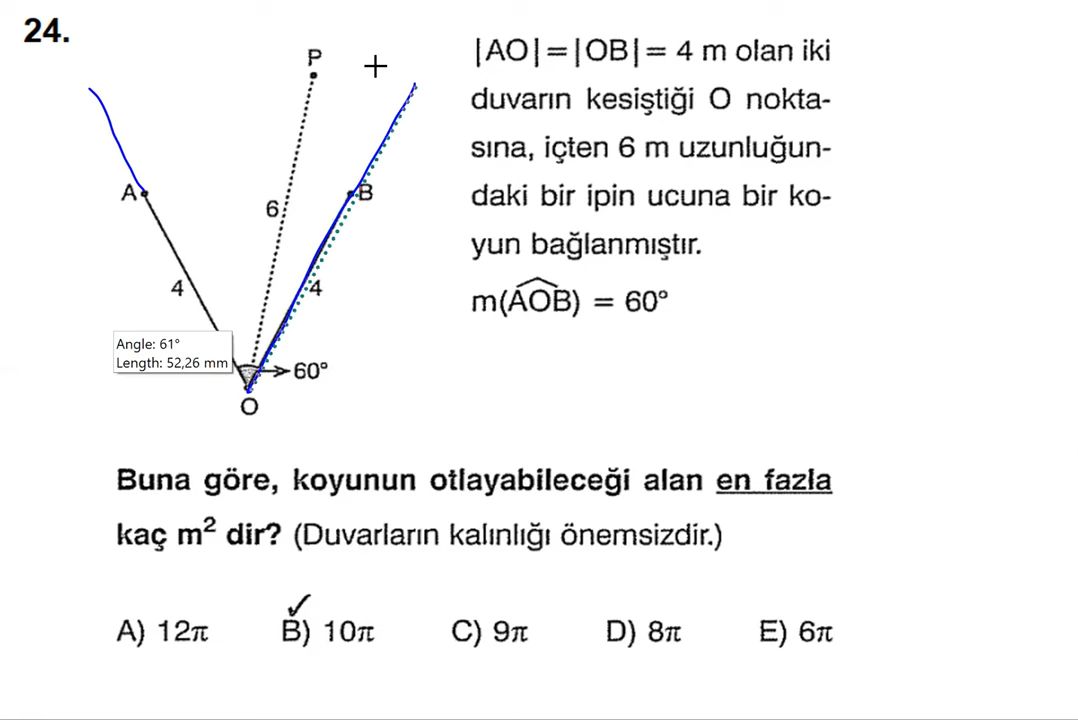 24.
P
A
B
6
4
4
Angle: 61°
Length: 52,26 mm
60°
O
|AO| = |OB| = 4 m olan iki
duvarın kesiştiği O nokta-
sına, içten 6 m uzunluğun-
daki bir ipin ucuna bir ko-
yun bağlanmıştır.
m(AOB) = 60°
Buna göre, koyunun otlayabileceği alan en fazla
kaç m² dir? (Duvarların kalınlığı önemsizdir.)
A) 12π B) 10π C) 9π D) 8π E) 6π